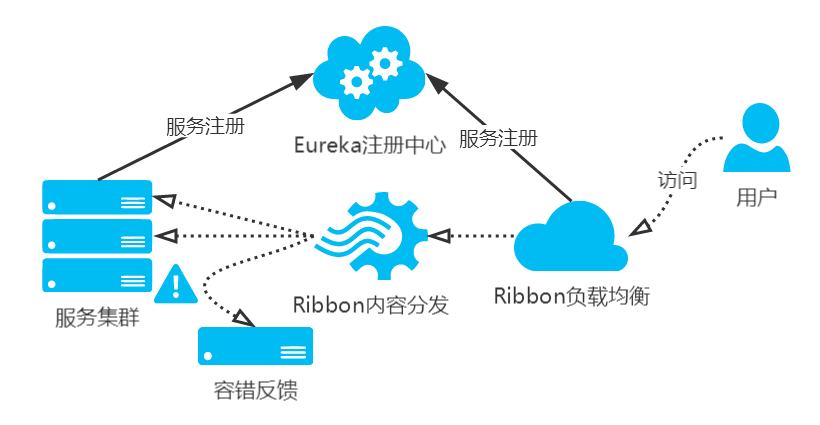 服务注册
Eureka注册中心
服务注册
访问
用户
服务集群
Ribbon内容分发
Ribbon负载均衡
容错反馈